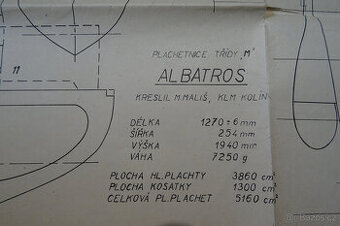 PLACHETNICE TŘÍDY „M"
ALBATROS
KRESLIL M. MALIŠ, KLM KOLÍN
11
DÉLKA 1270 ± 6 mm
ŠÍŘKA 254 mm
VÝŠKA 1940 mm
VÁHA 7250 g
PLOCHA HL. PLACHTY 3860 cm²
PLOCHA KOSATKY 1300 cm²
CELKOVÁ PL. PLACHET 5160 cm²